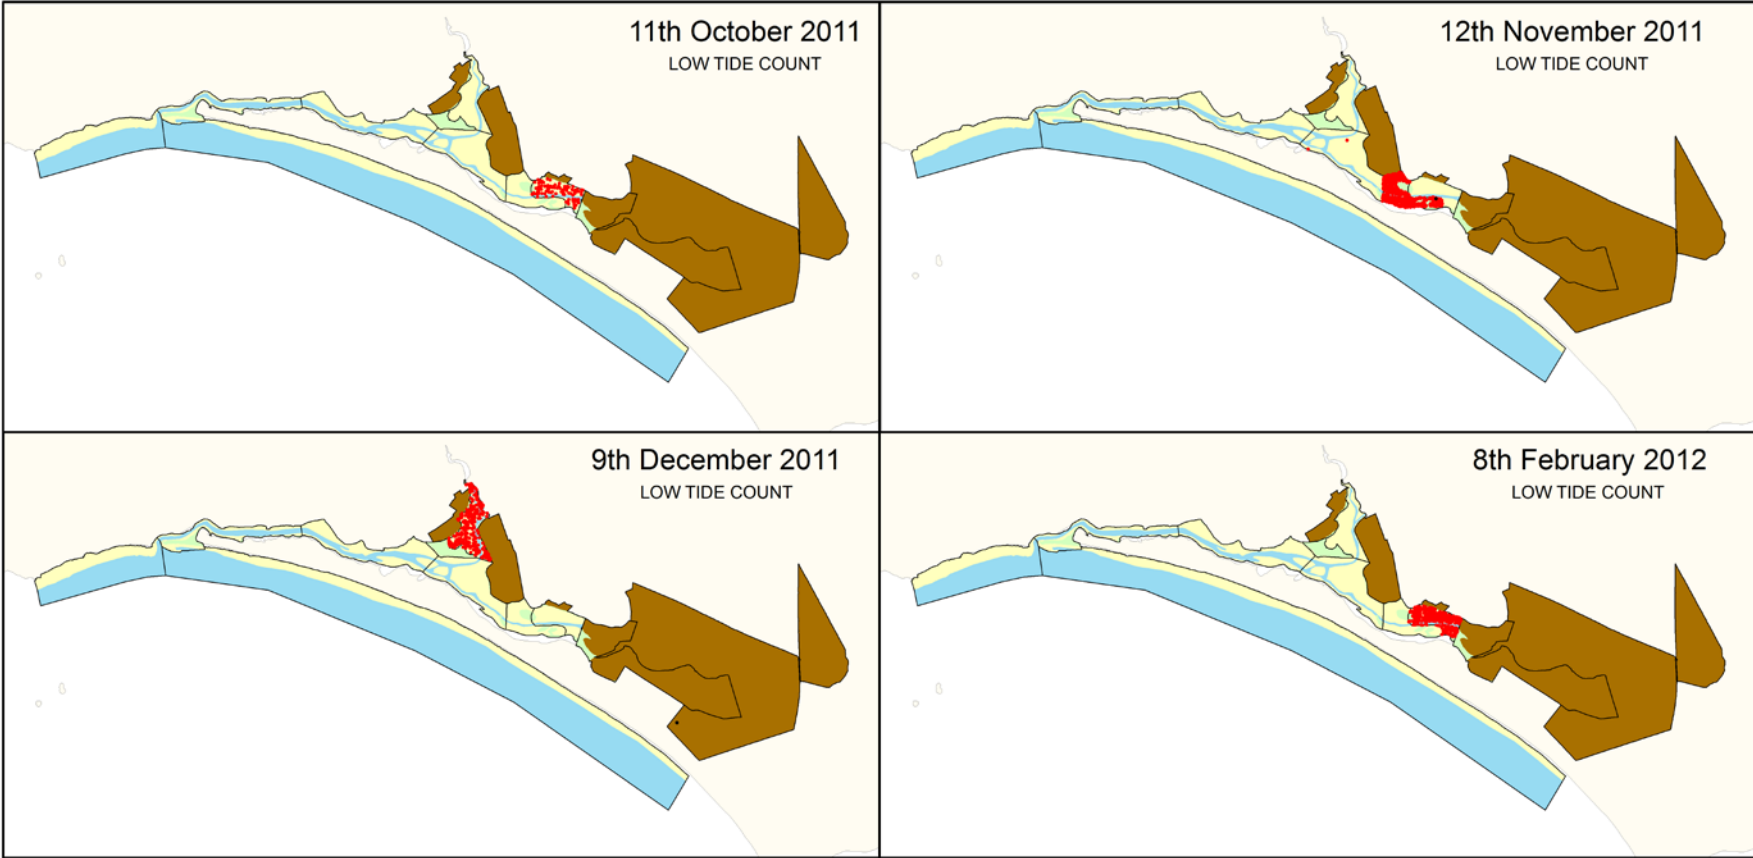 11th October 2011
LOW TIDE COUNT
12th November 2011
LOW TIDE COUNT
9th December 2011
LOW TIDE COUNT
8th February 2012
LOW TIDE COUNT